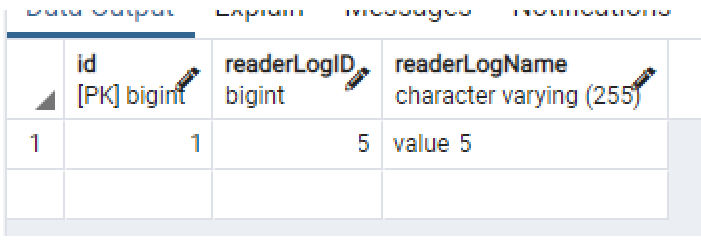 Data Output Explain Messages Notifications
id readerLogID readerLogName
[PK] bigint bigint character varying (255)
1 1 5 value 5